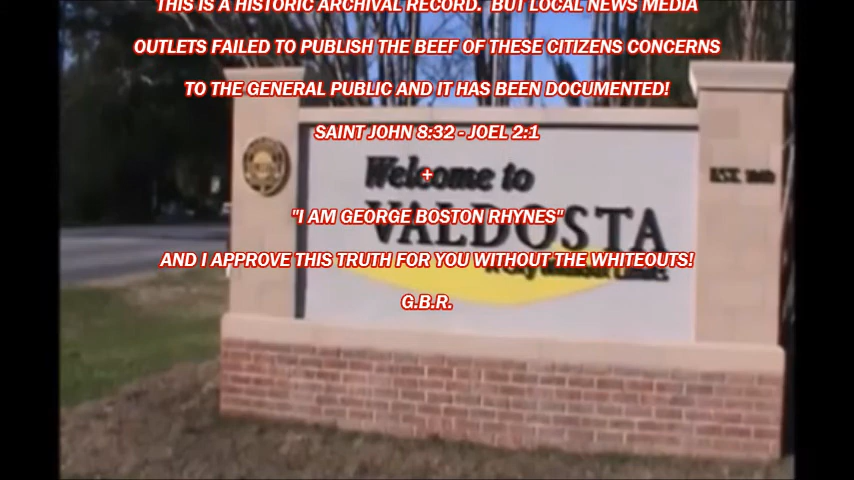 THIS IS A HISTORIC ARCHIVAL RECORD. BUT LOCAL NEWS MEDIA
OUTLETS FAILED TO PUBLISH THE BEEF OF THESE CITIZENS CONCERNS
TO THE GENERAL PUBLIC AND IT HAS BEEN DOCUMENTED!
SAINT JOHN 8:32 - JOEL 2:1
+
"I AM GEORGE BOSTON RHYNES"
AND I APPROVE THIS TRUTH FOR YOU WITHOUT THE WHITEOUTS!
G.B.R.
Welcome to
VALDOSTA